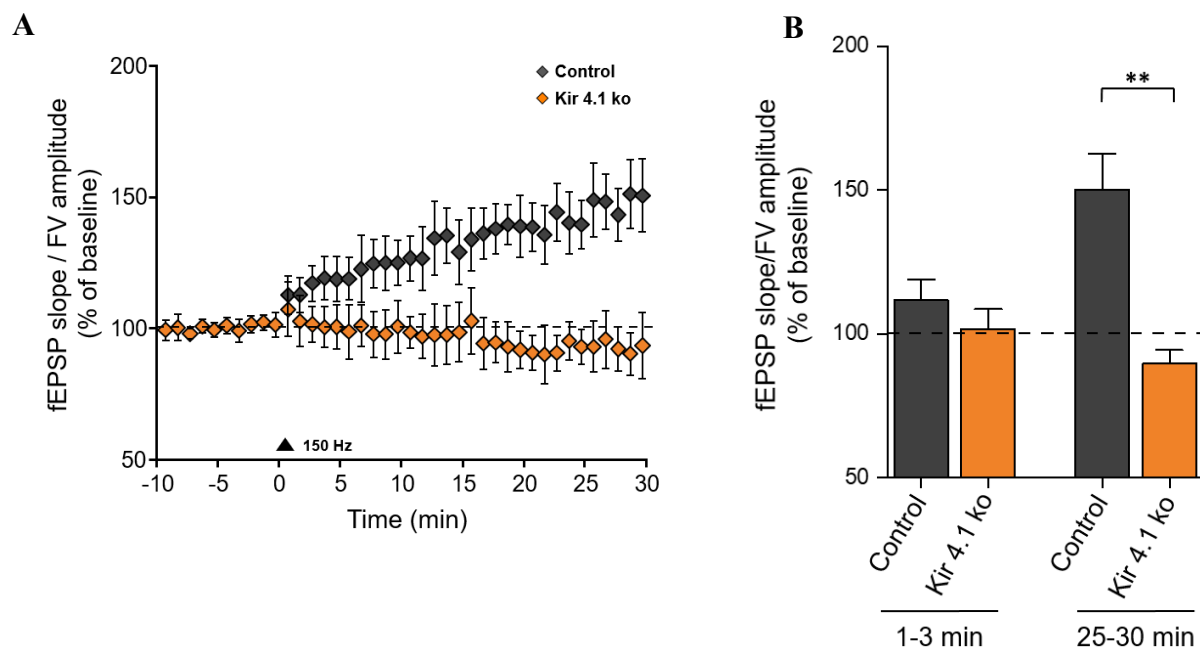 A
fEPSP slope / FV amplitude
(% of baseline)
200
150
100
50
Control
Kir 4.1 ko
150 Hz
-10 -5 0 5 10 15 20 25 30
Time (min)
B
fEPSP slope/FV amplitude
(% of baseline)
200
150
100
50
**
Control
Kir 4.1 ko
Control
Kir 4.1 ko
1-3 min
25-30 min